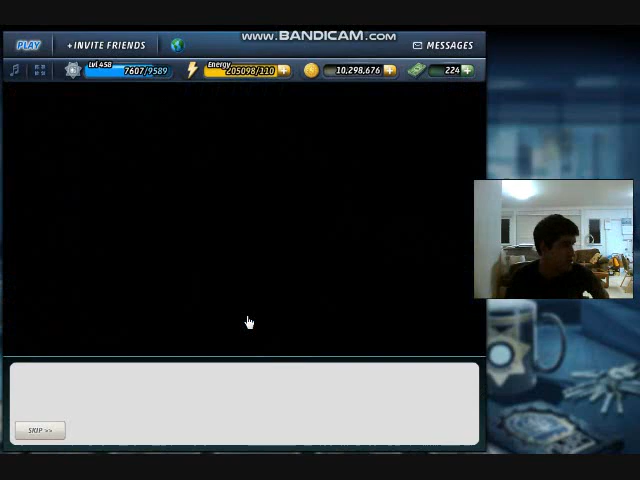 WWW.BANDICAM.COM
PLAY
+INVITE FRIENDS
MESSAGES
Lvl 458
7607/9589
Energy
205098/110
10,298,676
224
SKIP >>